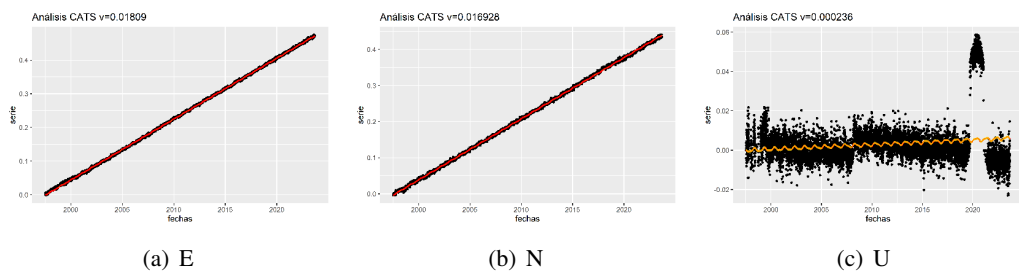 Análisis CATS v=0.01809
serie
0.4
0.3
0.2
0.1
0.0
2000 2005 2010 2015 2020
fechas
(a) E
Análisis CATS v=0.016928
serie
0.4
0.3
0.2
0.1
0.0
2000 2005 2010 2015 2020
fechas
(b) N
Análisis CATS v=0.000236
serie
0.06
0.04
0.02
0.00
-0.02
2000 2005 2010 2015 2020
fechas
(c) U